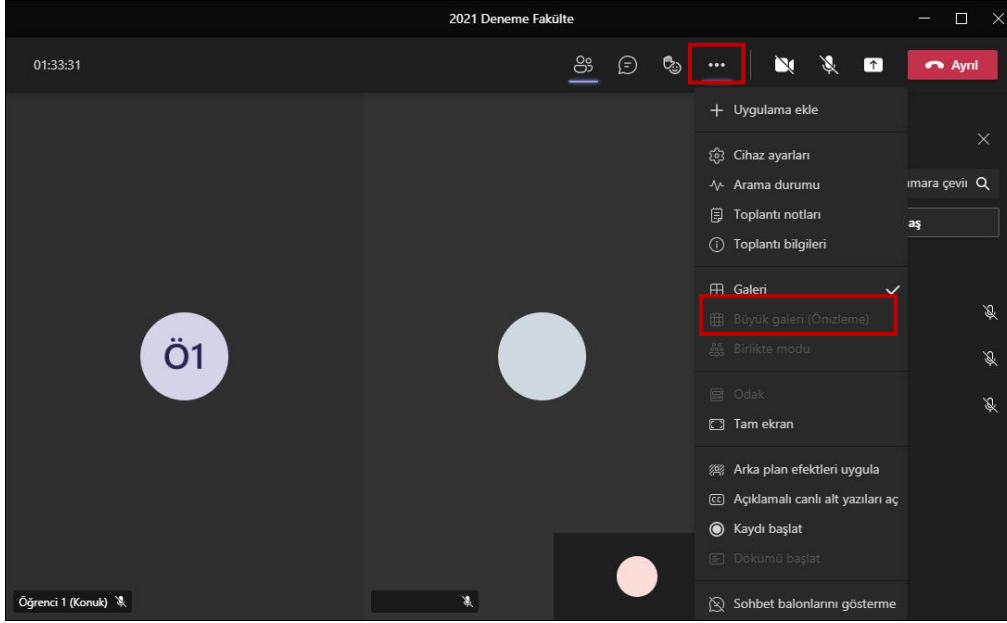 2021 Deneme Fakülte
01:33:31
Ayrıl
Uygulama ekle
Cihaz ayarları
Arama durumu
Toplantı notları
Toplantı bilgileri
Galeri
Büyük galeri (Önizleme)
Birlikte modu
Odak
Tam ekran
Arka plan efektleri uygula
Açıklamalı canlı alt yazıları aç
Kaydı başlat
Dökümü başlat
Sohbet balonlarını gösterme
Ö1
Öğrenci 1 (Konuk)